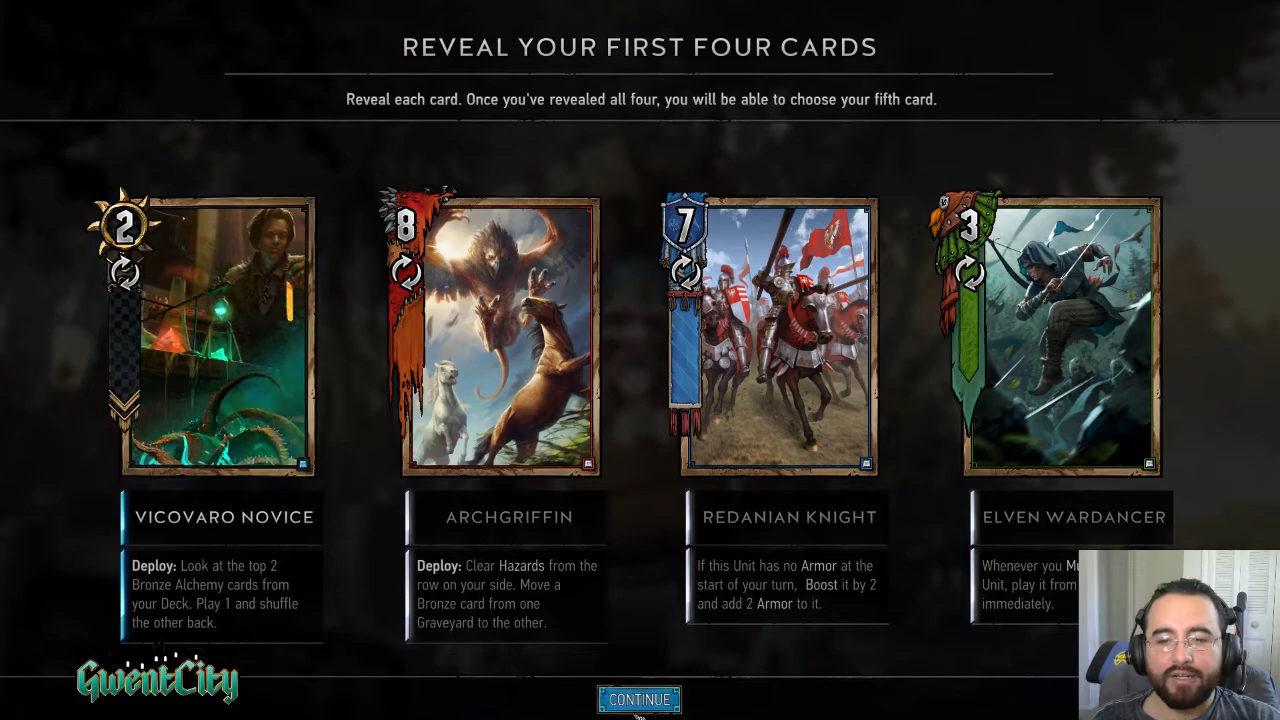 REVEAL YOUR FIRST FOUR CARDS
Reveal each card. Once you've revealed all four, you will be able to choose your fifth card.
2
8
7
3
VICOVARO NOVICE
Deploy: Look at the top 2
Bronze Alchemy cards from
your Deck. Play 1 and shuffle
the other back.
ARCHGRIFFIN
Deploy: Clear Hazards from the
row on your side. Move a
Bronze card from one
Graveyard to the other.
REDANIAN KNIGHT
If this Unit has no Armor at the
start of your turn, Boost it by 2
and add 2 Armor to it.
ELVEN WARDANCER
Whenever you
Unit, play it from
immediately.
GwentCity
CONTINUE